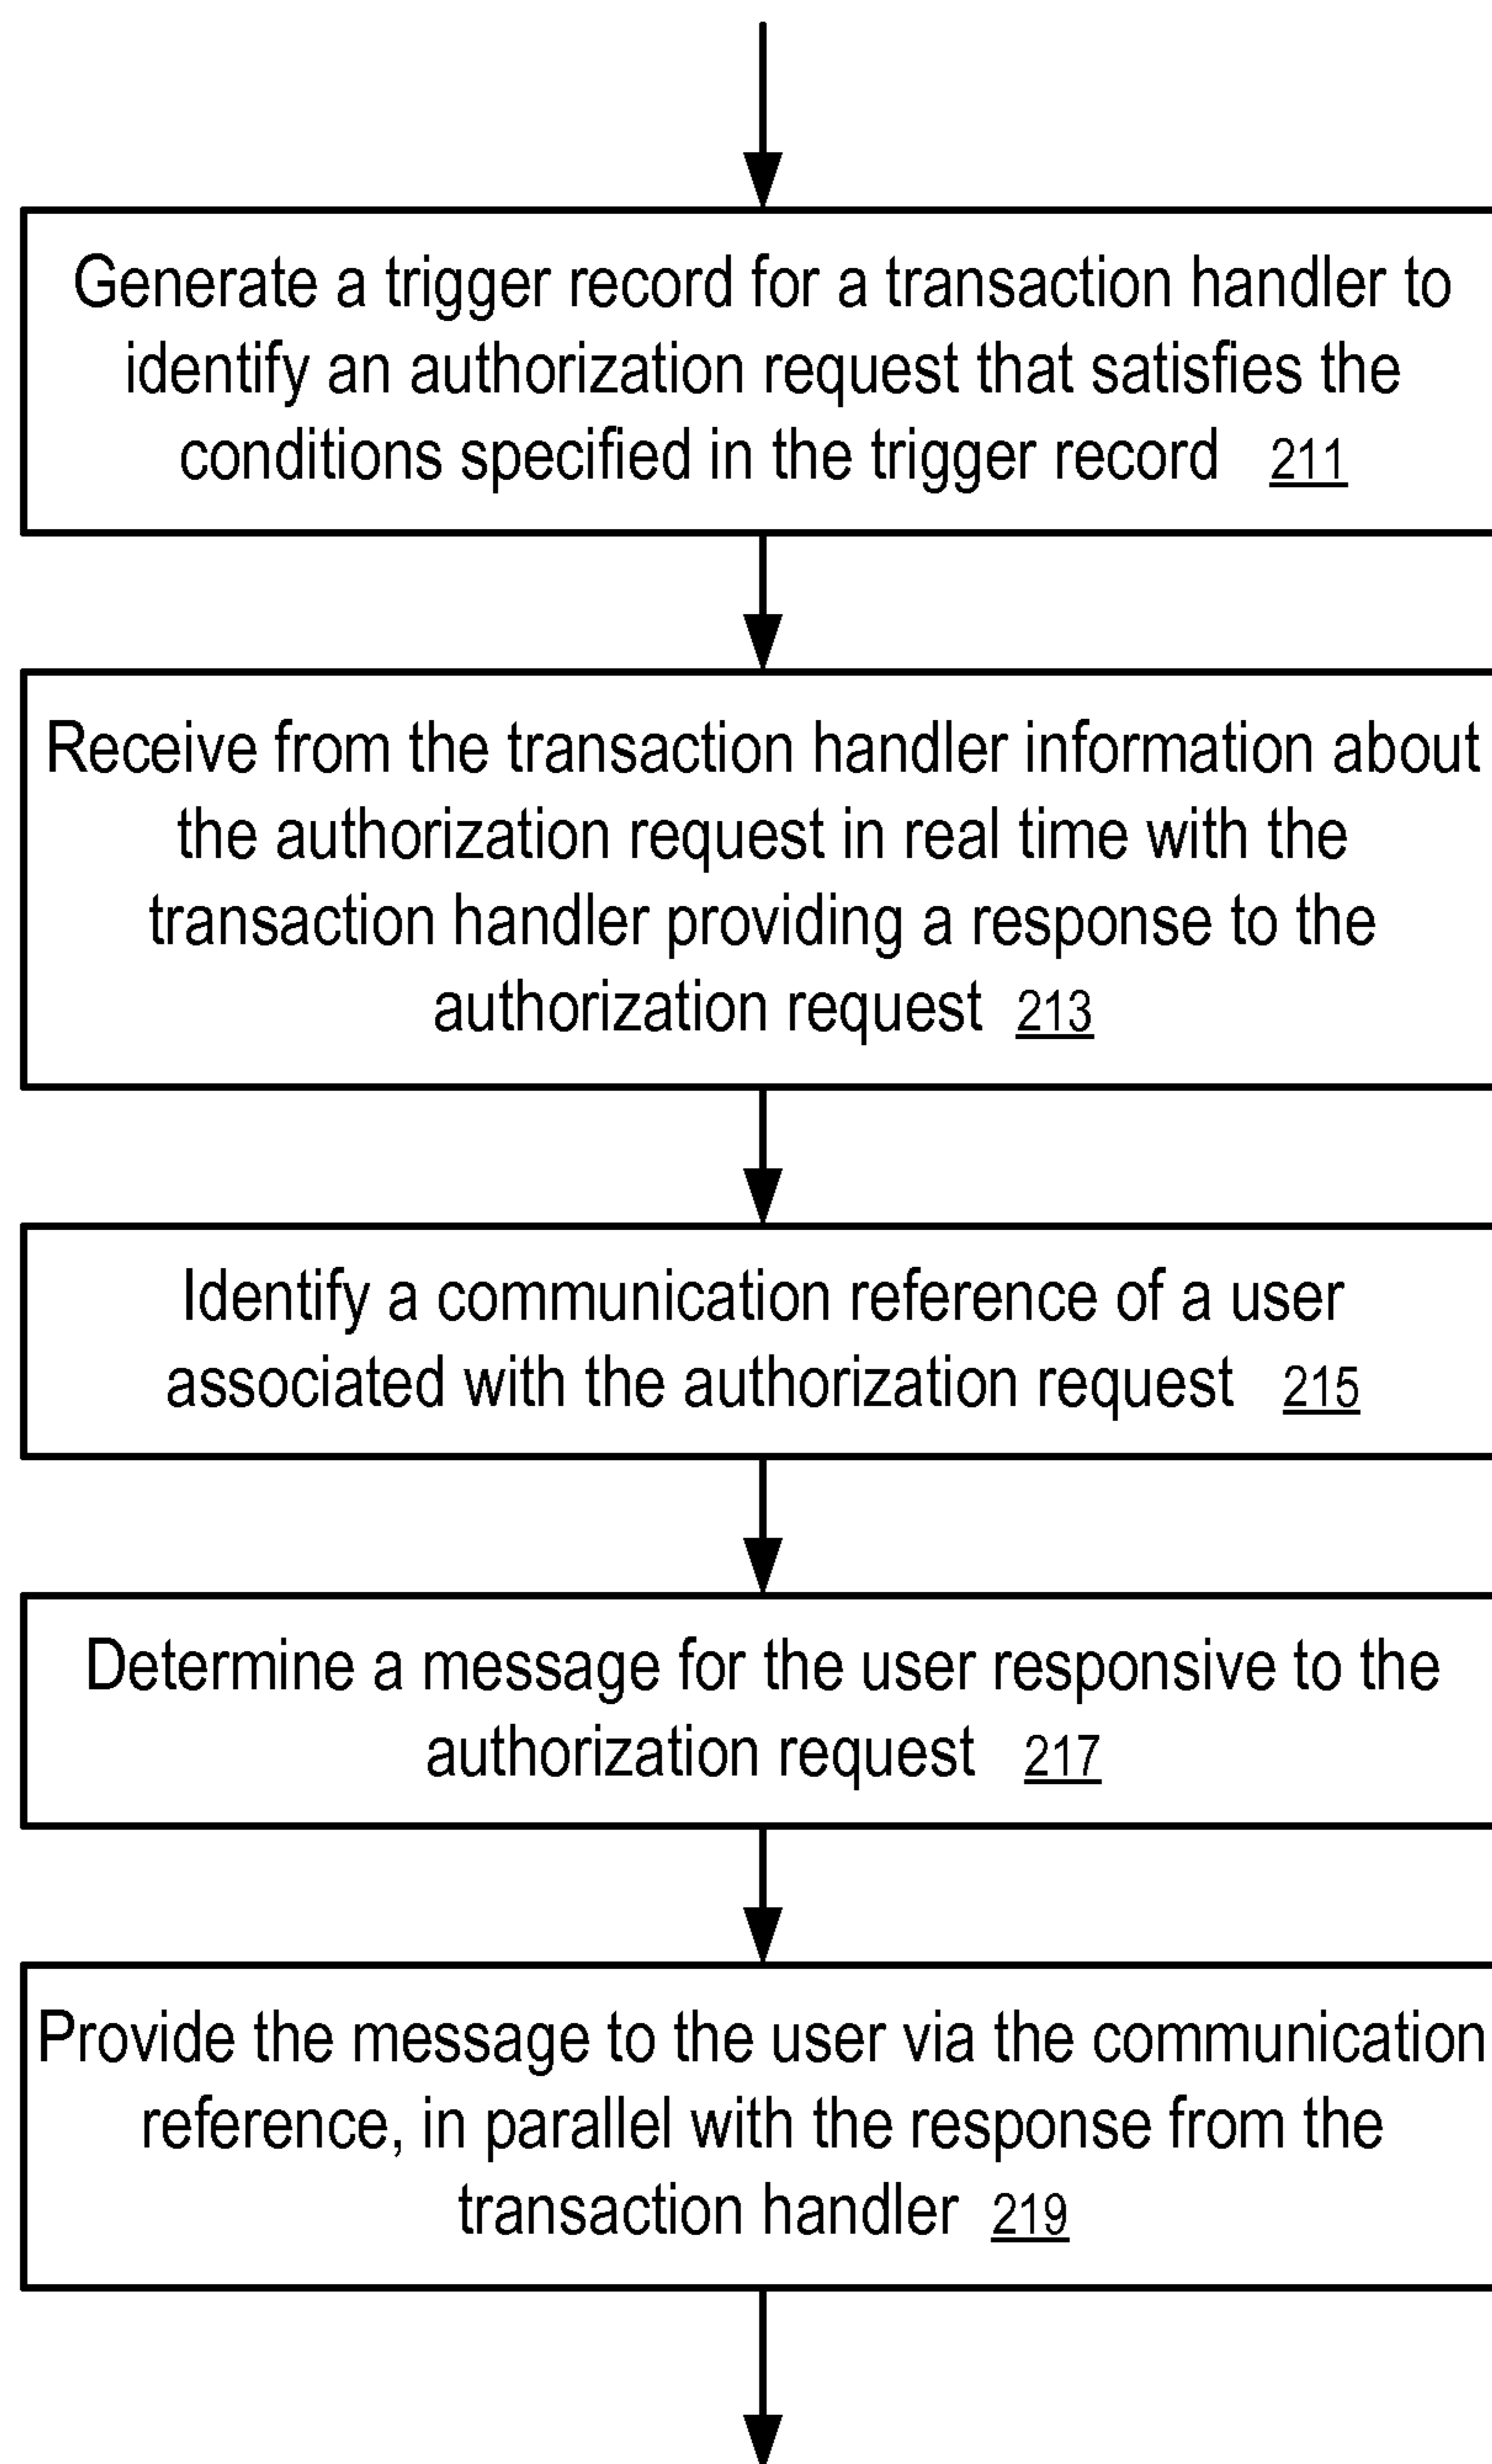 Generate a trigger record for a transaction handler to
identify an authorization request that satisfies the
conditions specified in the trigger record 211
Receive from the transaction handler information about
the authorization request in real time with the
transaction handler providing a response to the
authorization request 213
Identify a communication reference of a user
associated with the authorization request 215
Determine a message for the user responsive to the
authorization request 217
Provide the message to the user via the communication
reference, in parallel with the response from the
transaction handler 219